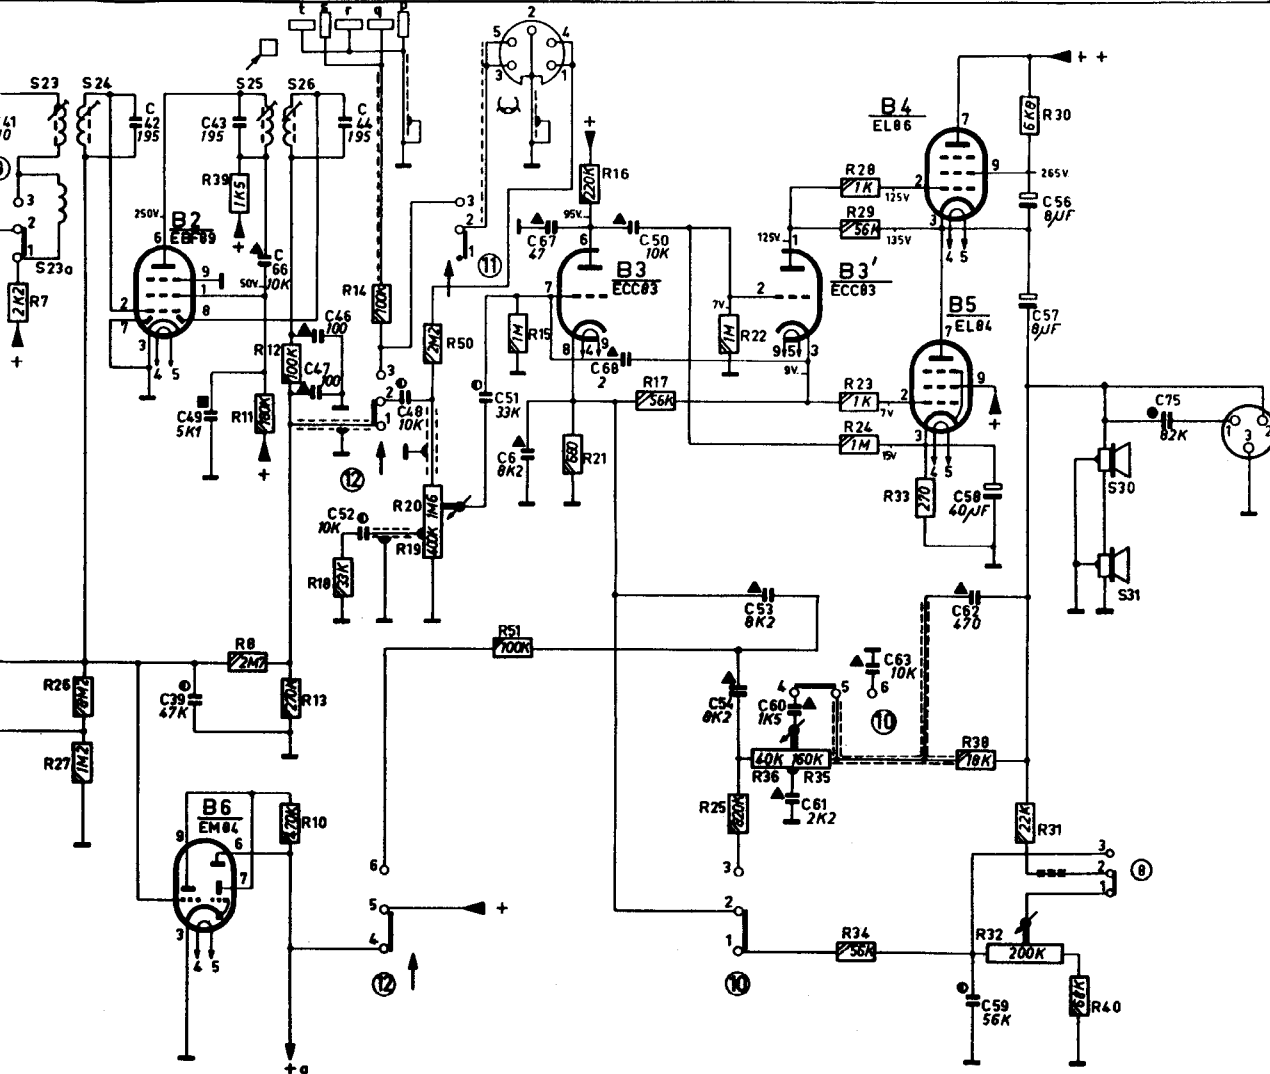 t s r q p
2
5 4
3 1
S23 S24
C
42
195
S25 S26
C43
195
C
44
195
R39
1K5
3
2
1
S23a
R7
2K2
+
250V
B2
EBF89
6
9
1
8
2
7
3
4 5
+
C
66
10K
50V
R14
100K
3
2
1
11
R50
2M2
C46
100
R12
100K
C47
100
C49
5K1
R11
+
3
2
1
C48
10K
12
C51
33K
R20
1M6
400K
R19
C52
10K
R18
33K
+
R16
220K
95V
C67
47
C50
10K
6
7
8
4
9
B3
ECC83
R15
1M
C68
2
R17
56K
C6
8K2
R21
680
7V
R22
1M
125V
1
2
9 5 3
B3'
ECC83
9V
R28
1K
125V
R29
56K
135V
R23
1K
7V
R24
1M
15V
B4
EL86
7
9
2
3
4 5
+ +
R30
6K8
265V
C56
8µF
C57
8µF
B5
EL84
7
9
2
3
4 5
+
R33
270
C58
40µF
C75
82K
1
3
S30
S31
C53
8K2
C62
470
R51
100K
R8
2M7
R26
8M2
R27
1M2
C39
47K
R13
270K
C54
8K2
4 5
C60
1K5
C63
10K
6
10
40K 160K
R36 R35
R38
18K
R25
820K
C61
2K2
B6
EM84
9
6
7
3
4 5
R10
470K
6
5
+
4
12
3
2
1
10
R34
56K
R31
22K
3
2
1
8
R32
200K
C59
56K
R40
68K
+a